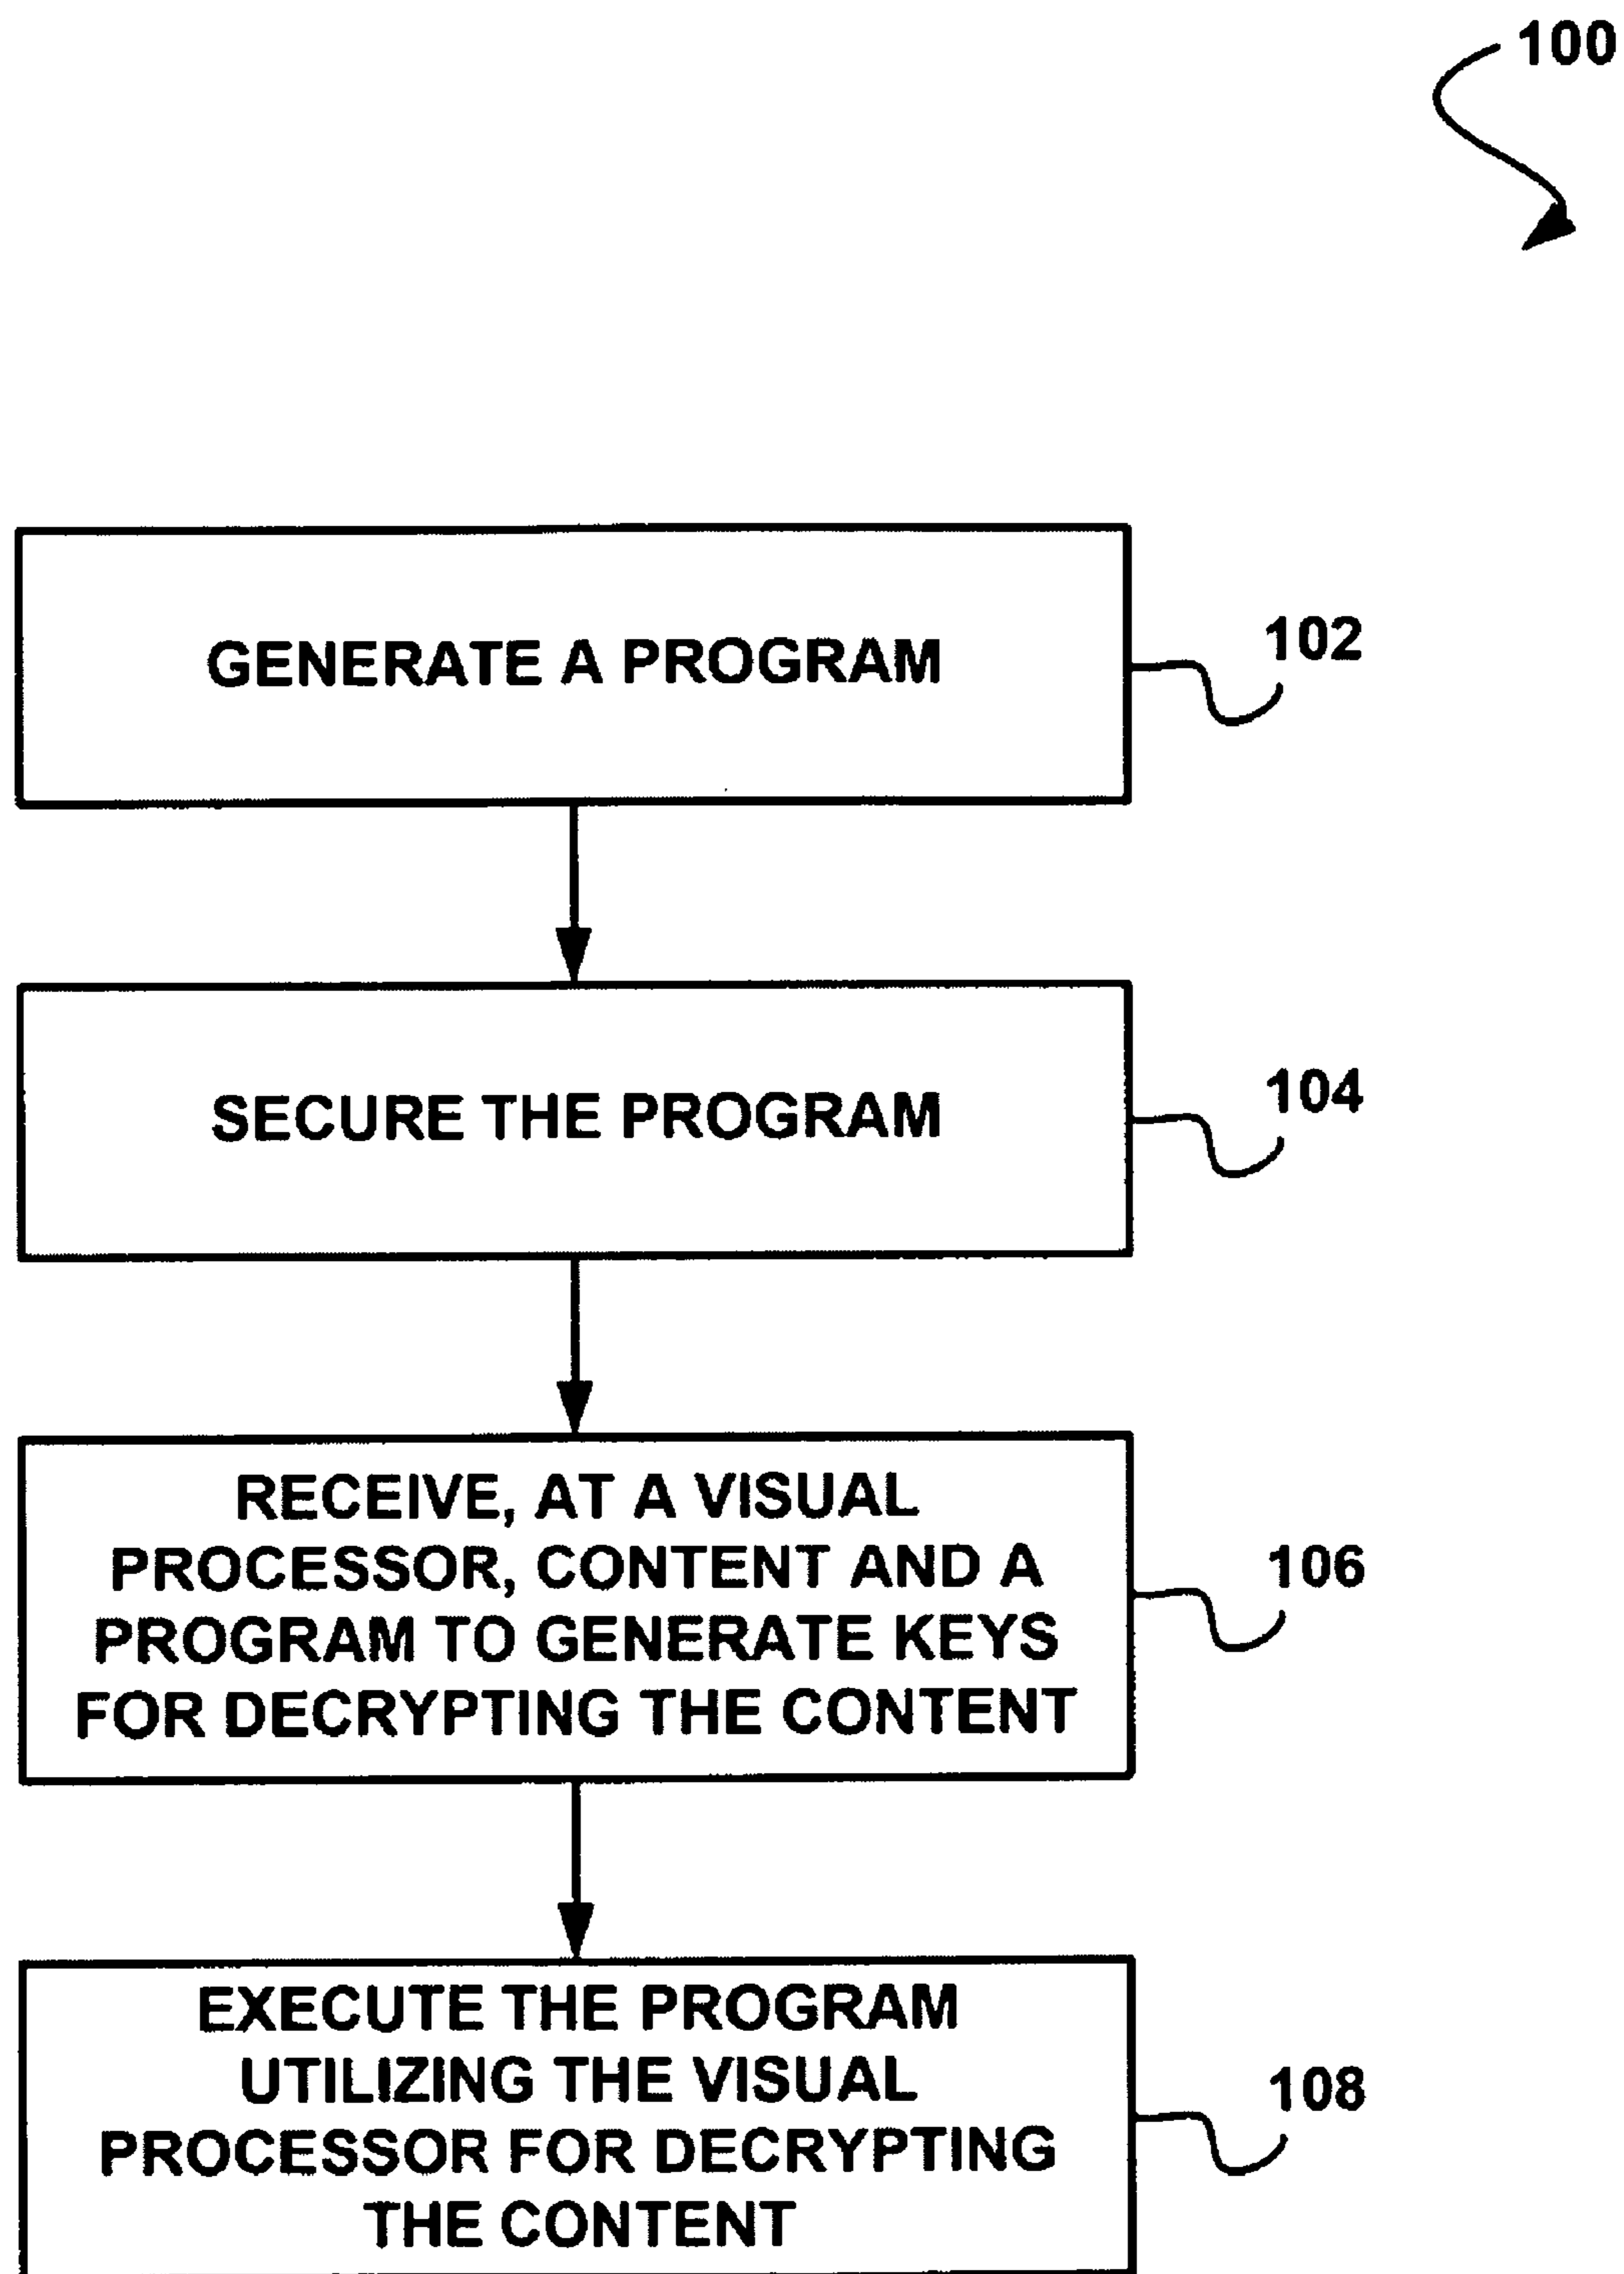 100
GENERATE A PROGRAM
102
SECURE THE PROGRAM
104
RECEIVE, AT A VISUAL
PROCESSOR, CONTENT AND A
PROGRAM TO GENERATE KEYS
FOR DECRYPTING THE CONTENT
106
EXECUTE THE PROGRAM
UTILIZING THE VISUAL
PROCESSOR FOR DECRYPTING
THE CONTENT
108